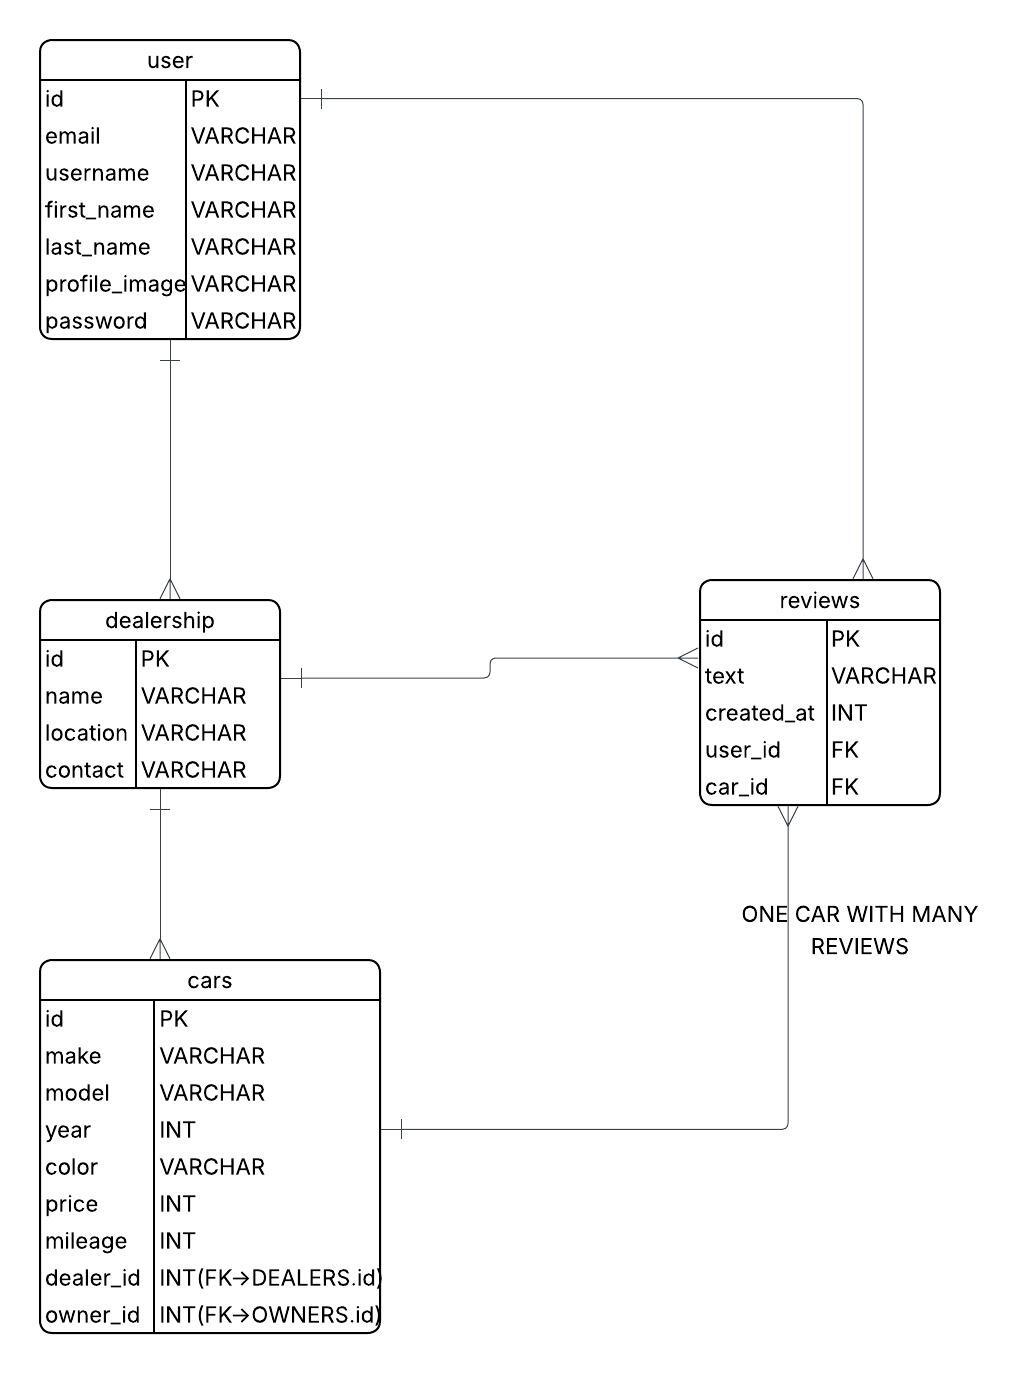 user
id PK
email VARCHAR
username VARCHAR
first_name VARCHAR
last_name VARCHAR
profile_image VARCHAR
password VARCHAR
dealership
id PK
name VARCHAR
location VARCHAR
contact VARCHAR
reviews
id PK
text VARCHAR
created_at INT
user_id FK
car_id FK
ONE CAR WITH MANY
REVIEWS
cars
id PK
make VARCHAR
model VARCHAR
year INT
color VARCHAR
price INT
mileage INT
dealer_id INT(FK→DEALERS.id)
owner_id INT(FK→OWNERS.id)